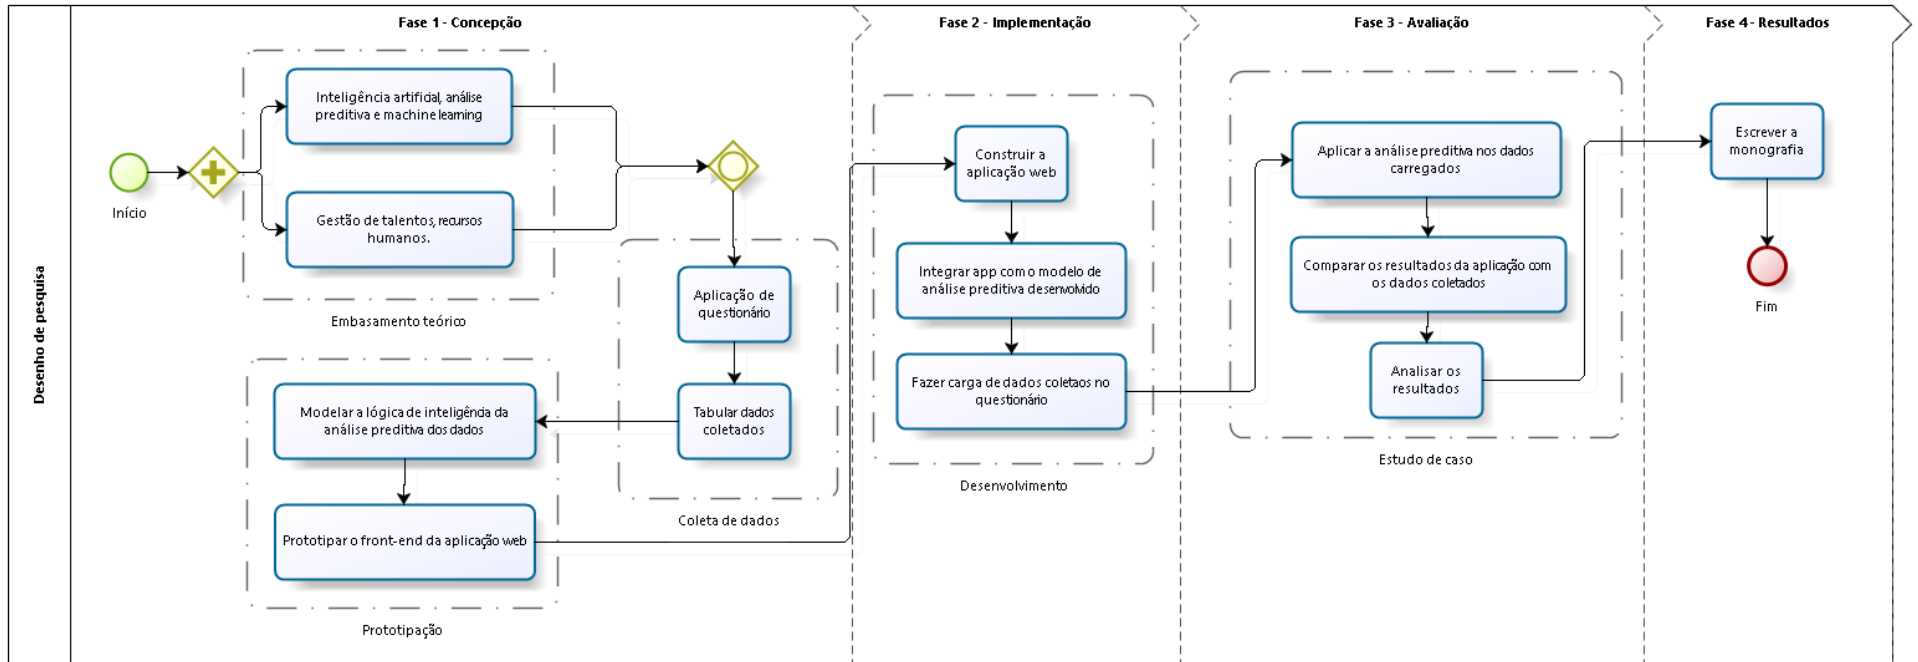 Desenho de pesquisa
Fase 1 - Concepção
Início
Inteligência artificial, análise
preditiva e machine learning
Gestão de talentos, recursos
humanos.
Embasamento teórico
Aplicação de
questionário
Tabular dados
coletados
Coleta de dados
Modelar a lógica de inteligência da
análise preditiva dos dados
Prototipar o front-end da aplicação web
Prototipação
Fase 2 - Implementação
Construir a
aplicação web
Integrar app com o modelo de
análise preditiva desenvolvido
Fazer carga de dados coletaos no
questionário
Desenvolvimento
Fase 3 - Avaliação
Aplicar a análise preditiva nos dados
carregados
Comparar os resultados da aplicação com
os dados coletados
Analisar os
resultados
Estudo de caso
Fase 4 - Resultados
Escrever a
monografia
Fim